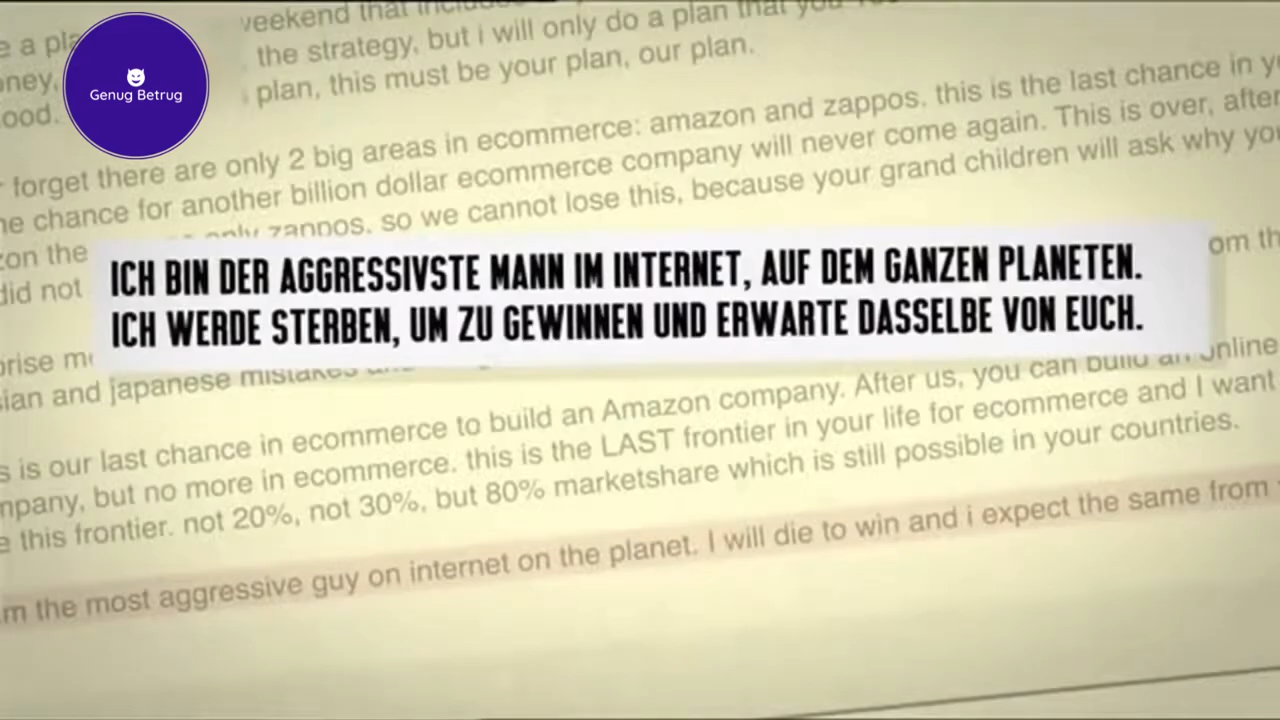 weekend that
the strategy, but i will only do a plan that you
plan, this must be your plan, our plan.
ood.
Genug Betrug
forget there are only 2 big areas in ecommerce: amazon and zappos. this is the last chance in
chance for another billion dollar ecommerce company will never come again. This is over, after
zon the only zappos. so we cannot lose this, because your grand children will ask why
did not
ICH BIN DER AGGRESSIVSTE MANN IM INTERNET, AUF DEM GANZEN PLANETEN.
ICH WERDE STERBEN, UM ZU GEWINNEN UND ERWARTE DASSELBE VON EUCH.
and japanese mistakes
is our last chance in ecommerce to build an Amazon company. After us, you can build an online
mpany, but no more in ecommerce. this is the LAST frontier in your life for ecommerce and I want
this frontier. not 20%, not 30%, but 80% marketshare which is still possible in your countries.
m the most aggressive guy on internet on the planet. I will die to win and i expect the same from